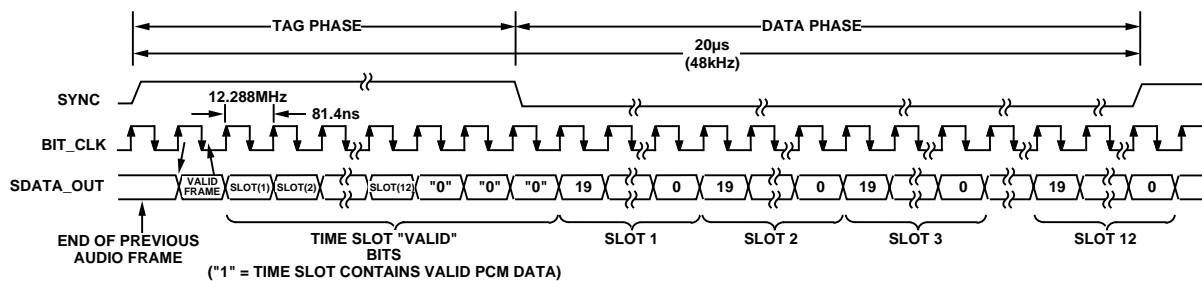 TAG PHASE
DATA PHASE
20µs
(48kHz)
SYNC
12.288MHz
81.4ns
BIT_CLK
SDATA_OUT
VALID
FRAME
SLOT(1) SLOT(2) SLOT(12) "0" "0" "0" 19 0 19 0 19 0 19 0
END OF PREVIOUS
AUDIO FRAME
TIME SLOT "VALID"
BITS
("1" = TIME SLOT CONTAINS VALID PCM DATA)
SLOT 1
SLOT 2
SLOT 3
SLOT 12